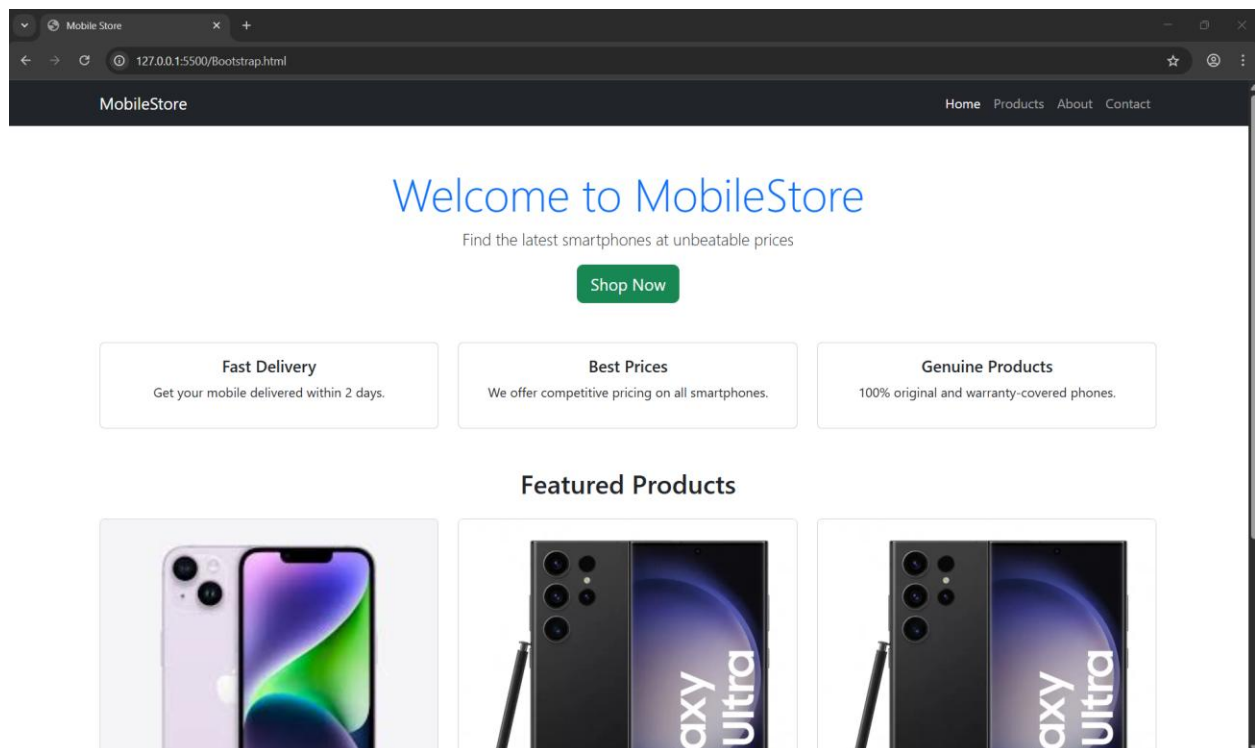 Mobile Store
127.0.0.1:5500/Bootstrap.html
MobileStore
Home Products About Contact
Welcome to MobileStore
Find the latest smartphones at unbeatable prices
Shop Now
Fast Delivery
Get your mobile delivered within 2 days.
Best Prices
We offer competitive pricing on all smartphones.
Genuine Products
100% original and warranty-covered phones.
Featured Products
axy
Ultra
axy
Ultra